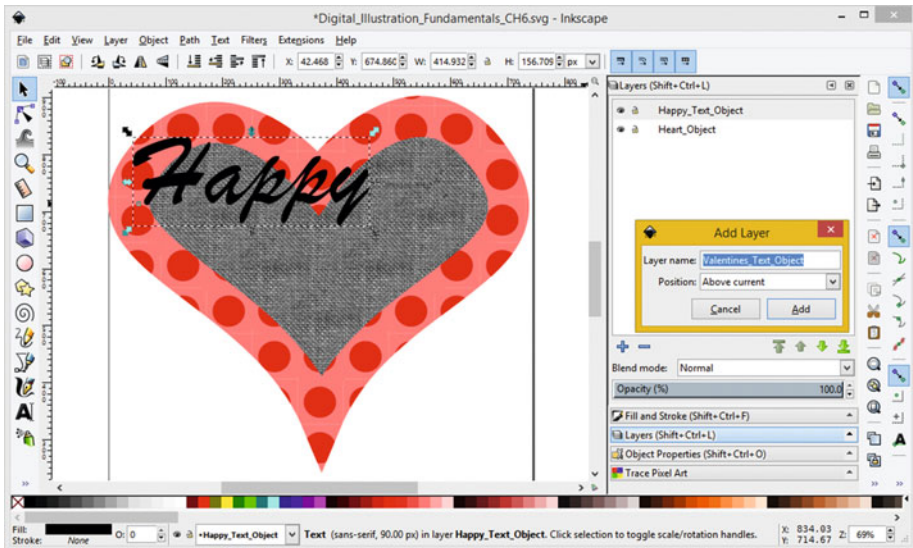 *Digital_Illustration_Fundamentals_CH6.svg - Inkscape
File Edit View Layer Object Path Text Filters Extensions Help
X: 42.468 Y: 674.860 W: 414.932 H: 156.709 px
Layers (Shift+Ctrl+L)
Happy_Text_Object
Heart_Object
Happy
Add Layer
Layer name: Valentines_Text_Object
Position: Above current
Cancel Add
Blend mode: Normal
Opacity (%) 100.0
Fill and Stroke (Shift+Ctrl+F)
Layers (Shift+Ctrl+L)
Object Properties (Shift+Ctrl+O)
Trace Pixel Art
Fill:
Stroke: None
O: 0
•Happy_Text_Object
Text (sans-serif, 90.00 px) in layer Happy_Text_Object. Click selection to toggle scale/rotation handles.
X: 834.03
Y: 714.67
Z: 69%